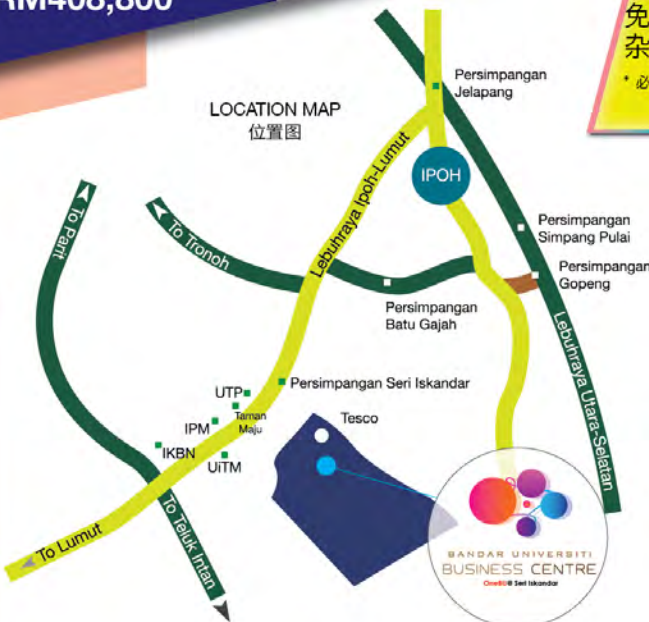 RM408,800
免
杂
* 必
LOCATION MAP
位置图
Persimpangan
Jelapang
IPOH
Lebuhraya Ipoh-Lumut
To Parit
To Tronoh
Persimpangan
Simpang Pulai
Persimpangan
Gopeng
Persimpangan
Batu Gajah
Lebuhraya Utara-Selatan
Persimpangan Seri Iskandar
UTP
Taman
Maju
IPM
IKBN
UiTM
Tesco
To Lumut
To Teluk Intan
BANDAR UNIVERSITI
BUSINESS CENTRE
OneBU@ Seri Iskandar